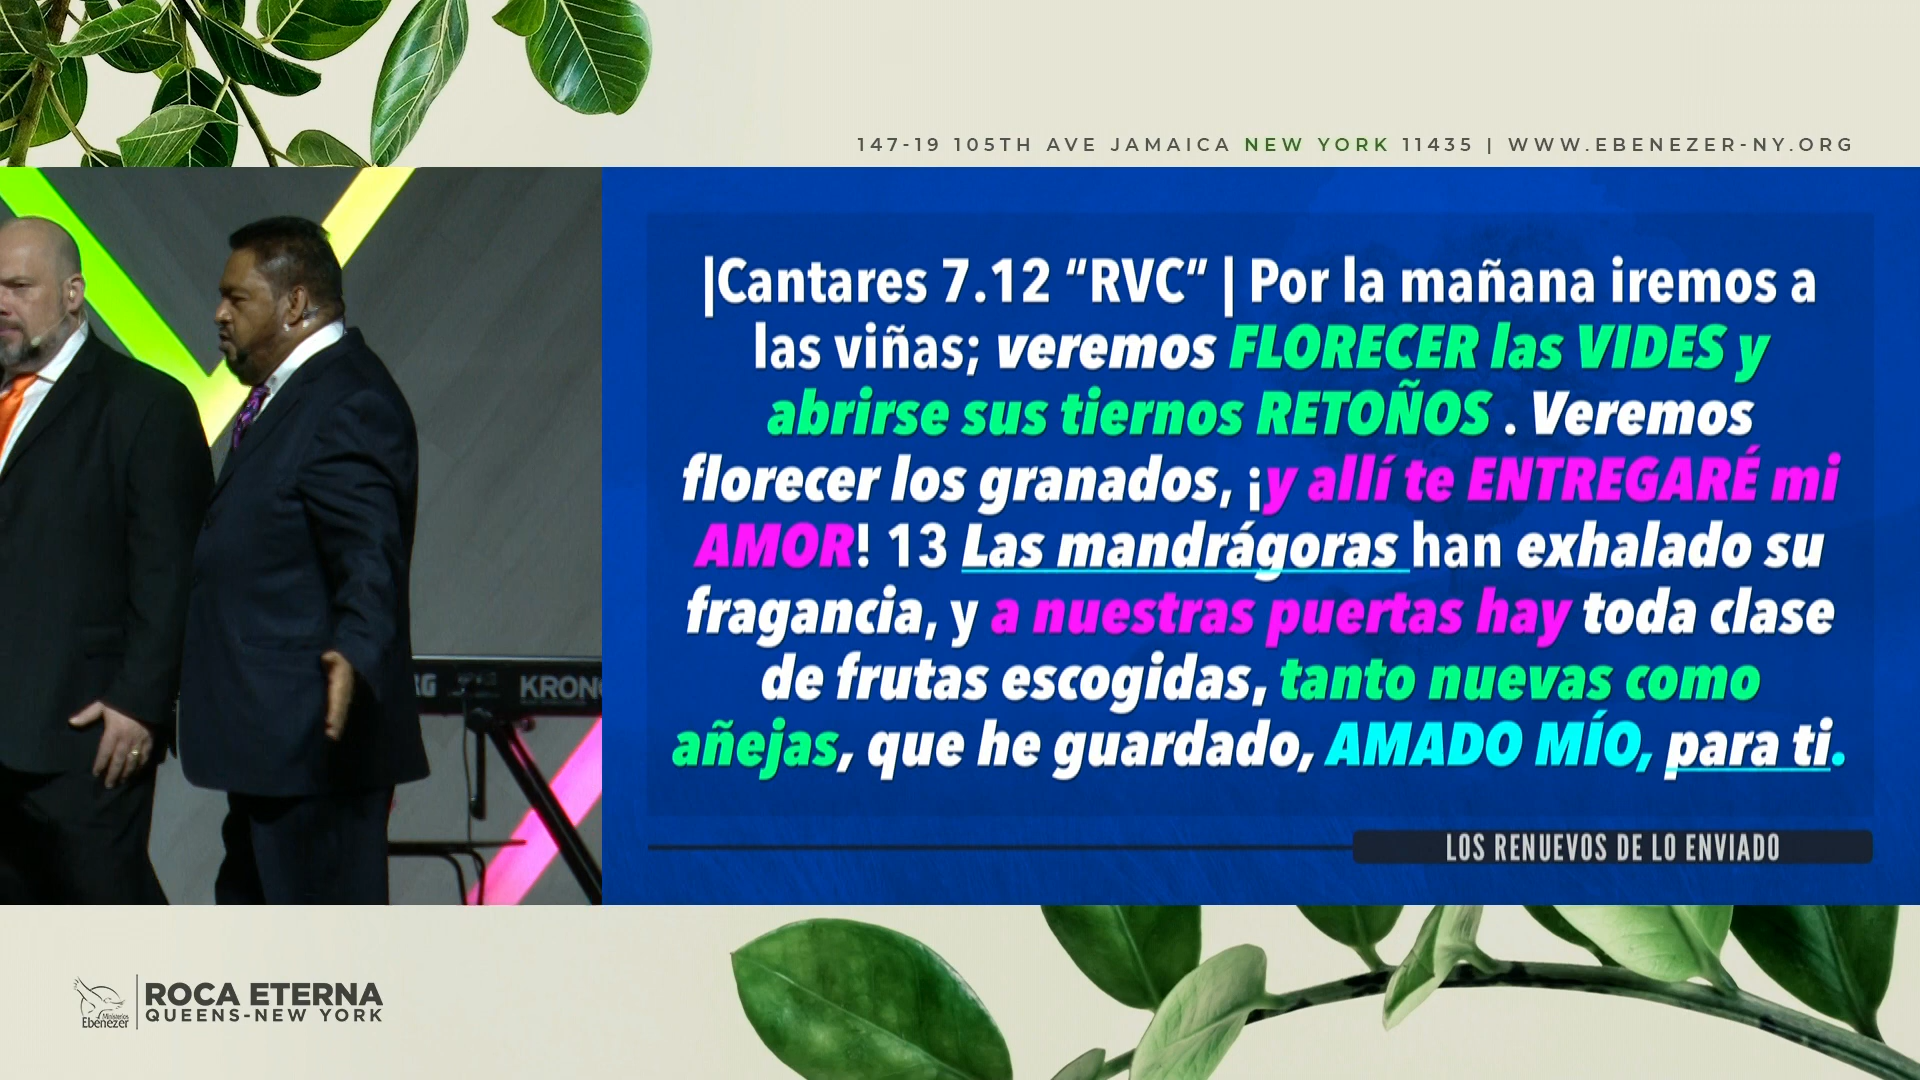 147-19 105TH AVE JAMAICA NEW YORK 11435 | WWW.EBENEZER-NY.ORG
|Cantares 7.12 “RVC” | Por la mañana iremos a
las viñas; veremos FLORECER las VIDES y
abrirse sus tiernos RETOÑOS . Veremos
florecer los granados, ¡y allí te ENTREGARÉ mi
AMOR! 13 Las mandrágoras han exhalado su
fragancia, y a nuestras puertas hay toda clase
de frutas escogidas, tanto nuevas como
añejas, que he guardado, AMADO MÍO, para ti.
LOS RENUEVOS DE LO ENVIADO
KRON
Ministerios
Ebenezer
ROCA ETERNA
QUEENS-NEW YORK